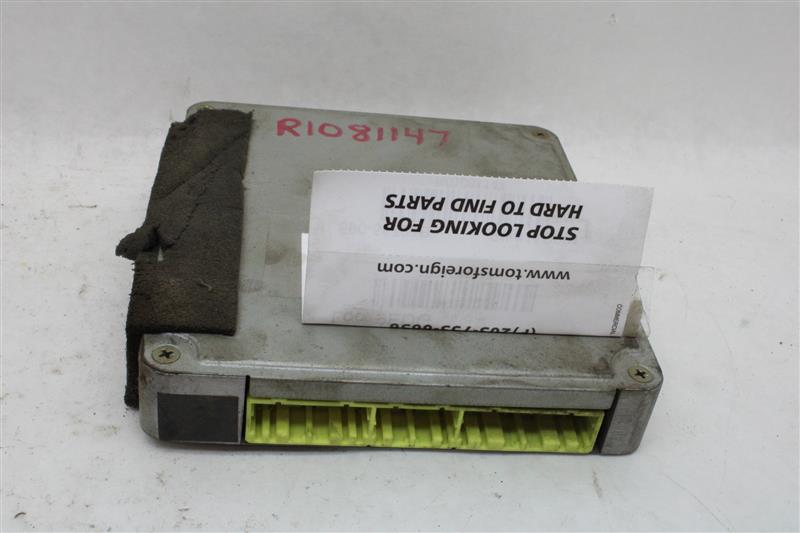 R1081147
STOP LOOKING FOR
HARD TO FIND PARTS
www.tomsforeign.com